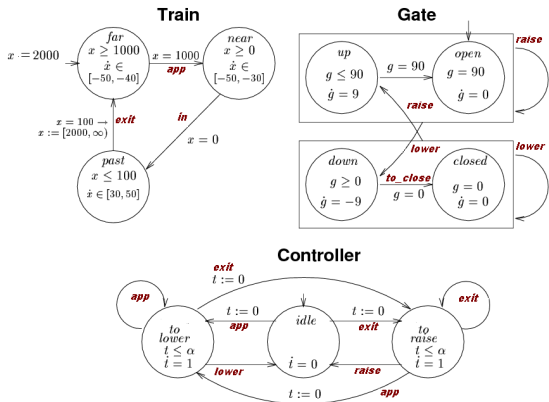 Train
far
x ≥ 1000
ẋ ∈
[−50, −40]
x := 2000
x = 1000
app
near
x ≥ 0
ẋ ∈
[−50, −30]
x = 100 →
x := [2000, ∞)
exit
in
x = 0
past
x ≤ 100
ẋ ∈ [30, 50]
Gate
up
g ≤ 90
ġ = 9
g = 90
open
g = 90
ġ = 0
raise
raise
lower
lower
down
g ≥ 0
ġ = −9
to_close
g = 0
closed
g = 0
ġ = 0
Controller
exit
t := 0
app
to
lower
t ≤ α
ṫ = 1
t := 0
app
idle
ṫ = 0
t := 0
exit
to
raise
t ≤ α
ṫ = 1
exit
lower
raise
t := 0
app